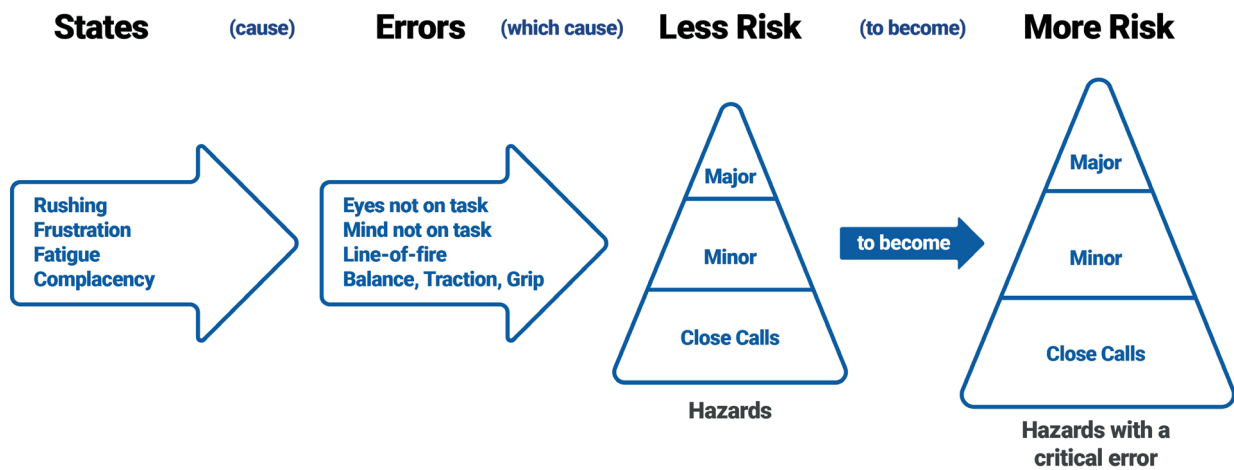 States (cause) Errors (which cause) Less Risk (to become) More Risk
Rushing
Frustration
Fatigue
Complacency
Eyes not on task
Mind not on task
Line-of-fire
Balance, Traction, Grip
Major
Minor
Close Calls
Hazards
to become
Major
Minor
Close Calls
Hazards with a
critical error